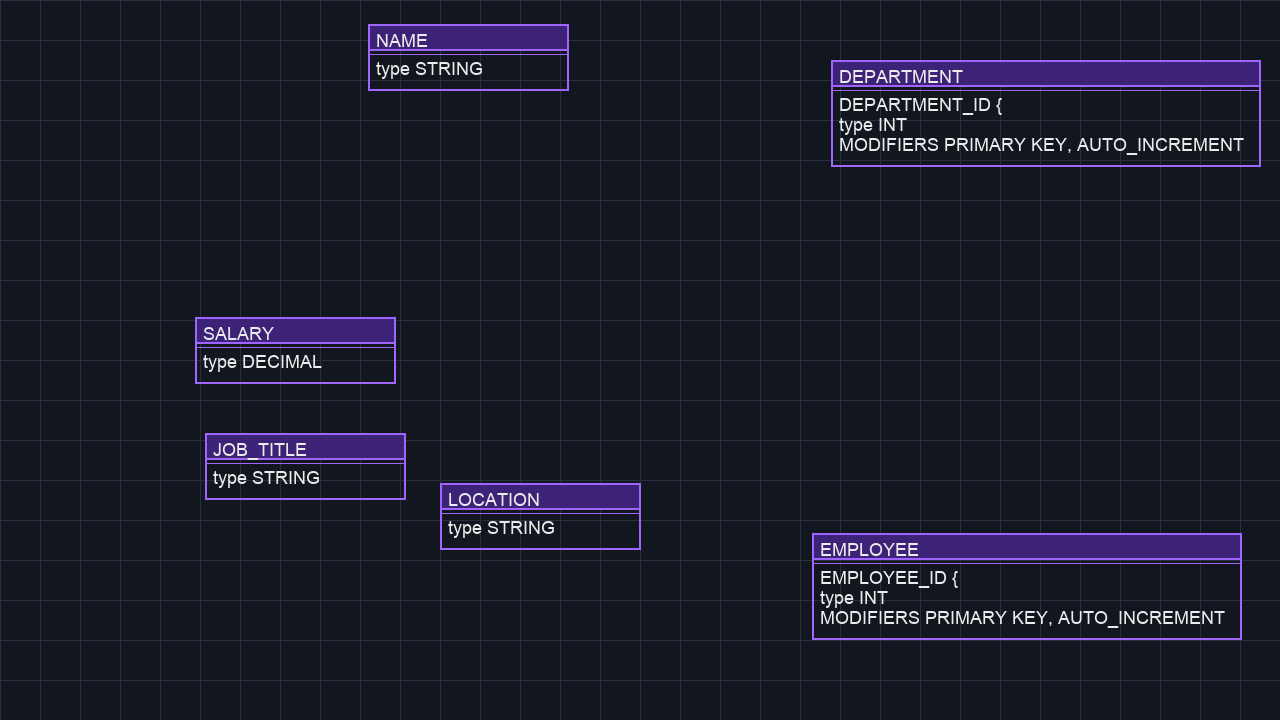 NAME
type STRING
DEPARTMENT
DEPARTMENT_ID {
type INT
MODIFIERS PRIMARY KEY, AUTO_INCREMENT
SALARY
type DECIMAL
JOB_TITLE
type STRING
LOCATION
type STRING
EMPLOYEE
EMPLOYEE_ID {
type INT
MODIFIERS PRIMARY KEY, AUTO_INCREMENT